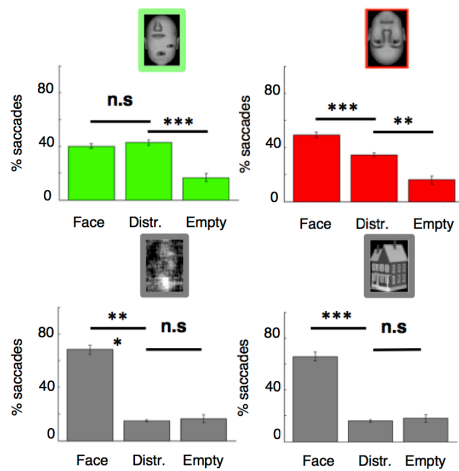 80
40
0
% saccades
n.s
***
Face Distr. Empty
80
40
0
% saccades
***
**
Face Distr. Empty
80
40
0
% saccades
**
*
n.s
Face Distr. Empty
80
40
0
% saccades
***
n.s
Face Distr. Empty